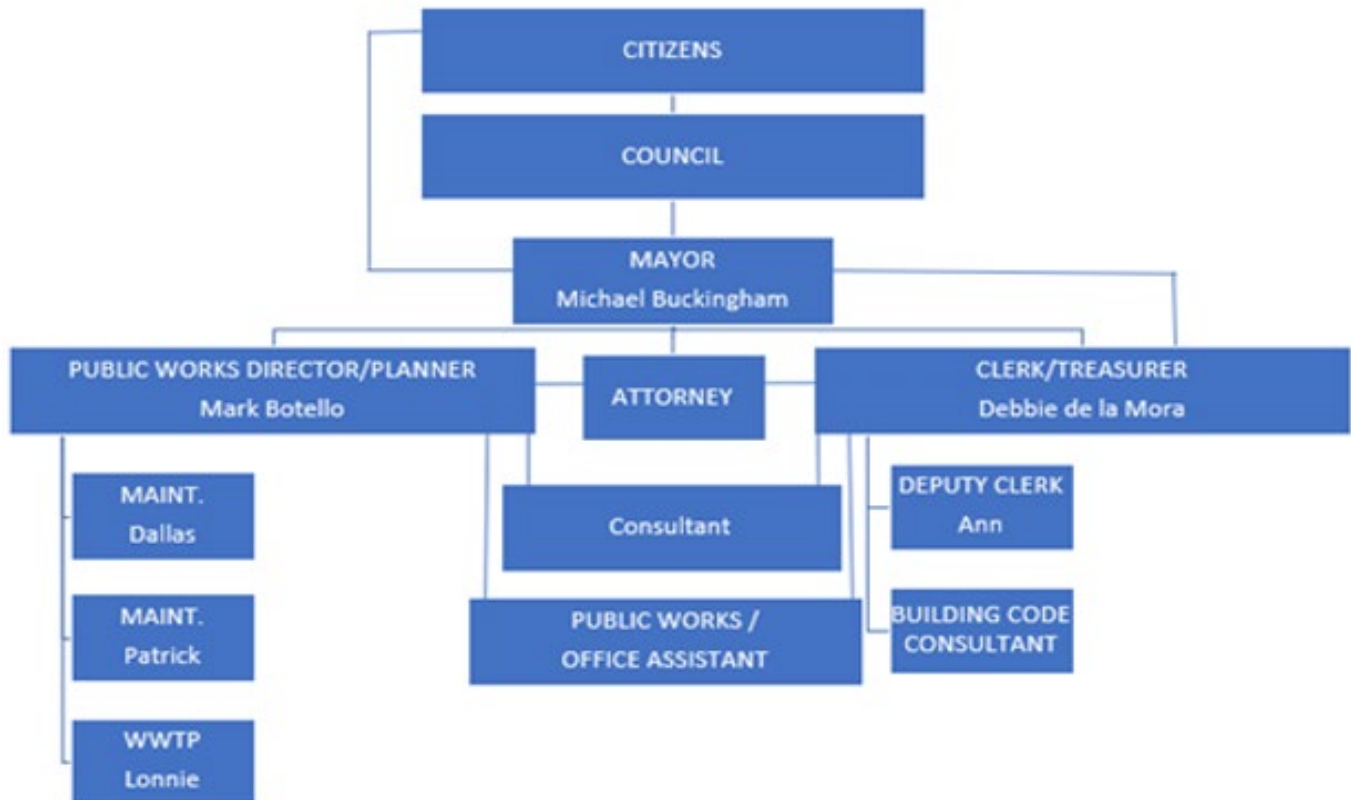 CITIZENS
COUNCIL
MAYOR
Michael Buckingham
PUBLIC WORKS DIRECTOR/PLANNER
Mark Botello
ATTORNEY
CLERK/TREASURER
Debbie de la Mora
MAINT.
Dallas
MAINT.
Patrick
WWTP
Lonnie
Consultant
PUBLIC WORKS /
OFFICE ASSISTANT
DEPUTY CLERK
Ann
BUILDING CODE
CONSULTANT